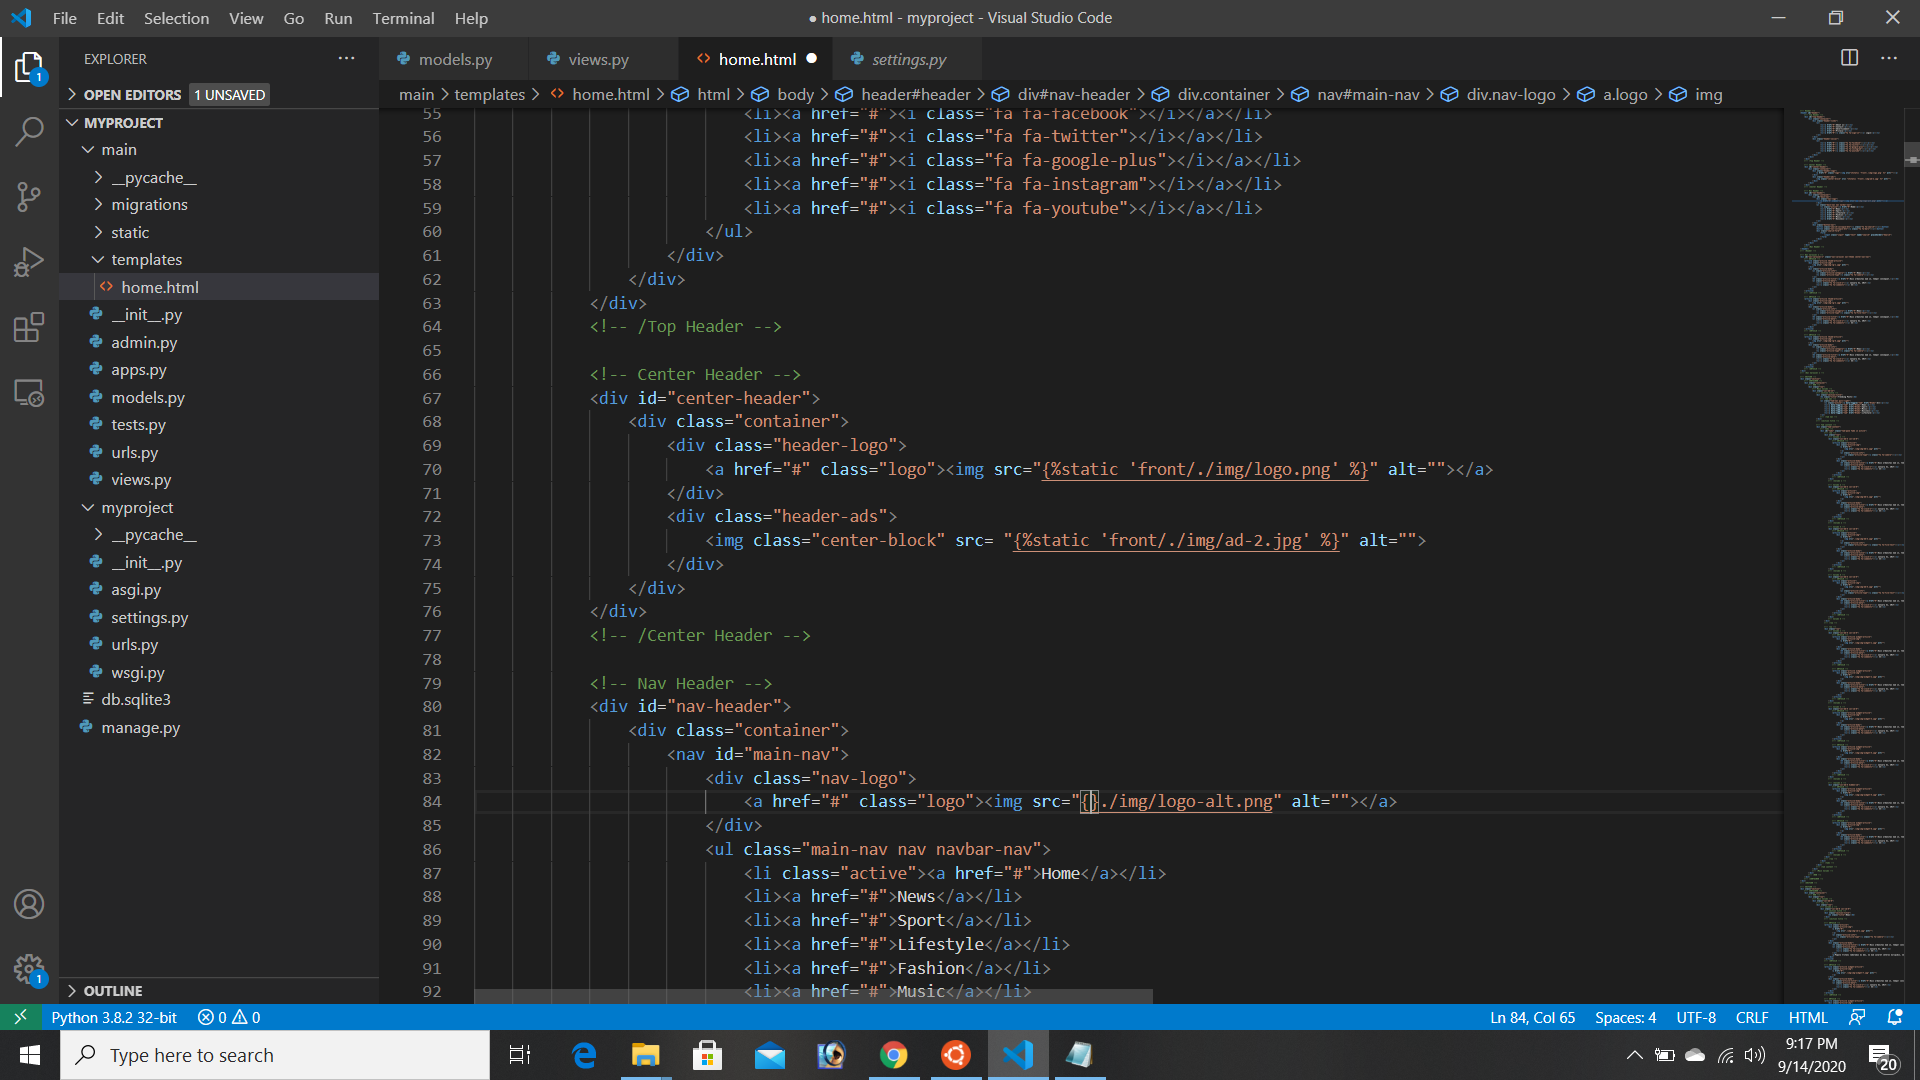 File Edit Selection View Go Run Terminal Help
● home.html - myproject - Visual Studio Code
EXPLORER
1
OPEN EDITORS 1 UNSAVED
MYPROJECT
main
__pycache__
migrations
static
templates
home.html
__init__.py
admin.py
apps.py
models.py
tests.py
urls.py
views.py
myproject
__pycache__
__init__.py
asgi.py
settings.py
urls.py
wsgi.py
db.sqlite3
manage.py
OUTLINE
1
models.py views.py home.html ● settings.py
main > templates > home.html > html > body > header#header > div#nav-header > div.container > nav#main-nav > div.nav-logo > a.logo > img
55 <li><a href="#"><i class="fa fa-facebook"></i></a></li>
56 <li><a href="#"><i class="fa fa-twitter"></i></a></li>
57 <li><a href="#"><i class="fa fa-google-plus"></i></a></li>
58 <li><a href="#"><i class="fa fa-instagram"></i></a></li>
59 <li><a href="#"><i class="fa fa-youtube"></i></a></li>
60 </ul>
61 </div>
62 </div>
63 </div>
64 <!-- /Top Header -->
65
66 <!-- Center Header -->
67 <div id="center-header">
68 <div class="container">
69 <div class="header-logo">
70 <a href="#" class="logo"><img src="{%static 'front/./img/logo.png' %}" alt=""></a>
71 </div>
72 <div class="header-ads">
73 <img class="center-block" src= "{%static 'front/./img/ad-2.jpg' %}" alt="">
74 </div>
75 </div>
76 </div>
77 <!-- /Center Header -->
78
79 <!-- Nav Header -->
80 <div id="nav-header">
81 <div class="container">
82 <nav id="main-nav">
83 <div class="nav-logo">
84 <a href="#" class="logo"><img src="{}./img/logo-alt.png" alt=""></a>
85 </div>
86 <ul class="main-nav nav navbar-nav">
87 <li class="active"><a href="#">Home</a></li>
88 <li><a href="#">News</a></li>
89 <li><a href="#">Sport</a></li>
90 <li><a href="#">Lifestyle</a></li>
91 <li><a href="#">Fashion</a></li>
92 <li><a href="#">Music</a></li>
Python 3.8.2 32-bit 0 0
Ln 84, Col 65 Spaces: 4 UTF-8 CRLF HTML
Type here to search
9:17 PM
9/14/2020
20